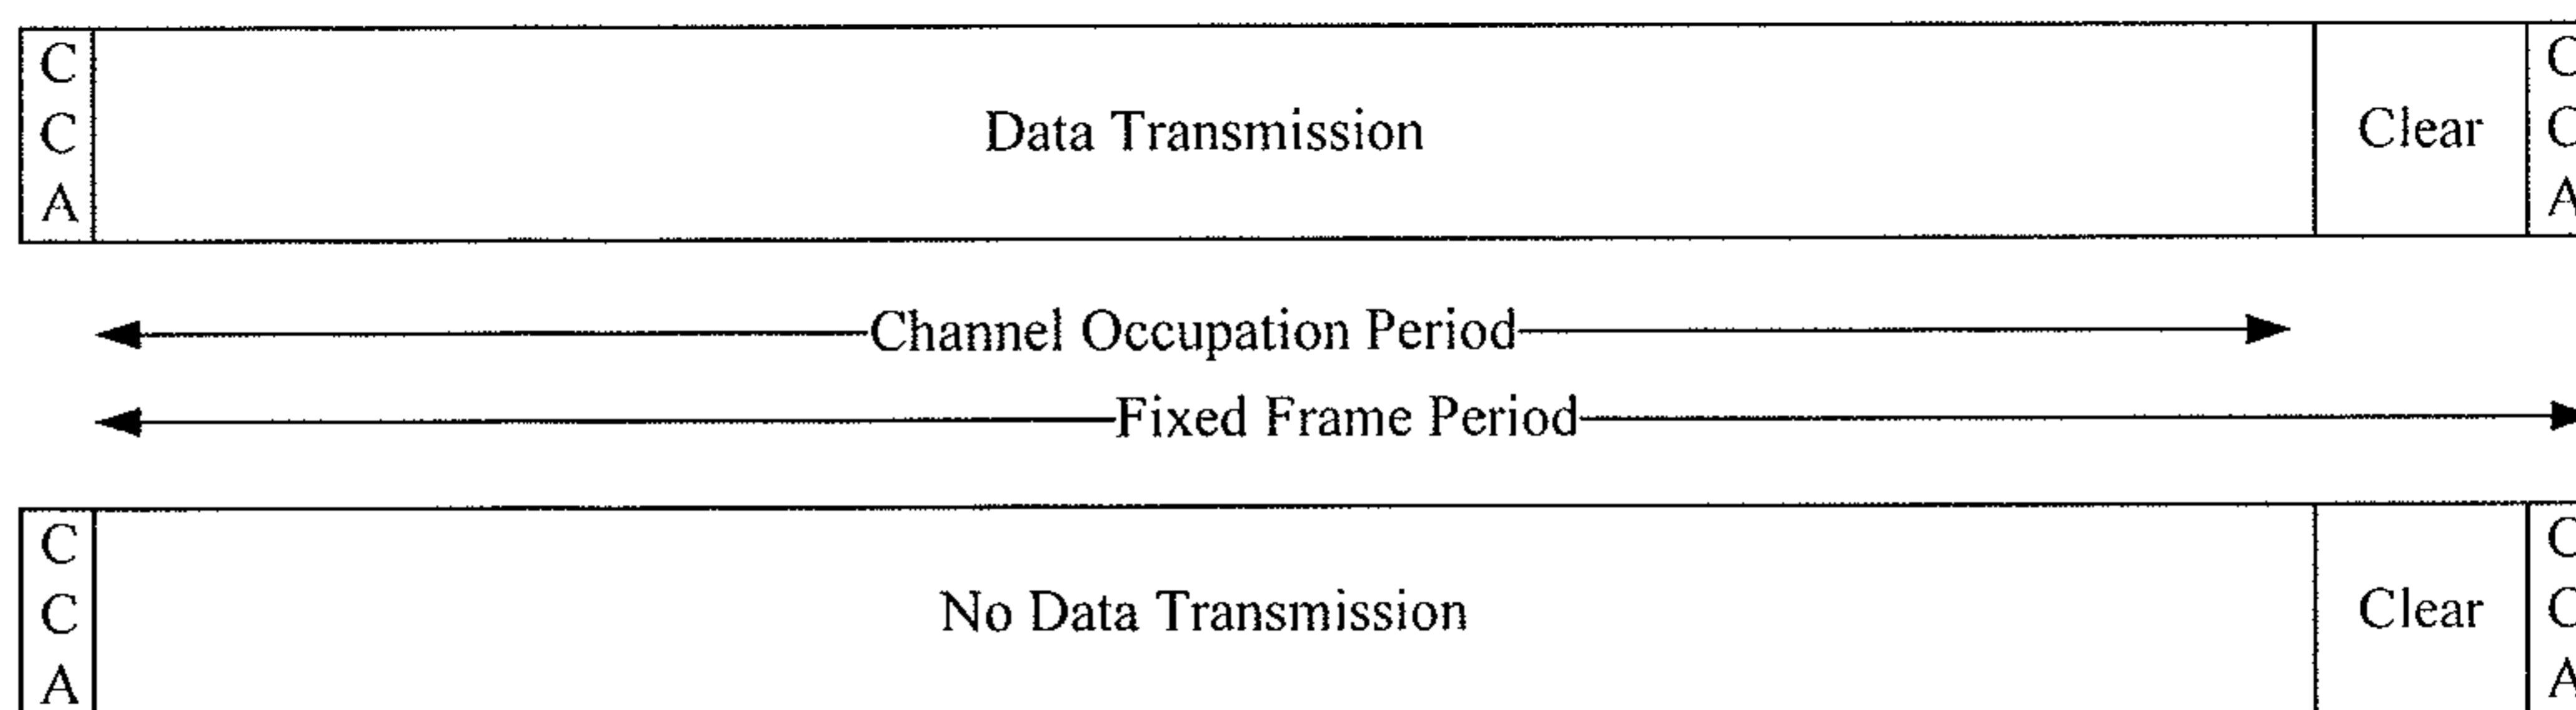 C
C
A
Data Transmission
Clear
C
C
A
Channel Occupation Period
Fixed Frame Period
C
C
A
No Data Transmission
Clear
C
C
A